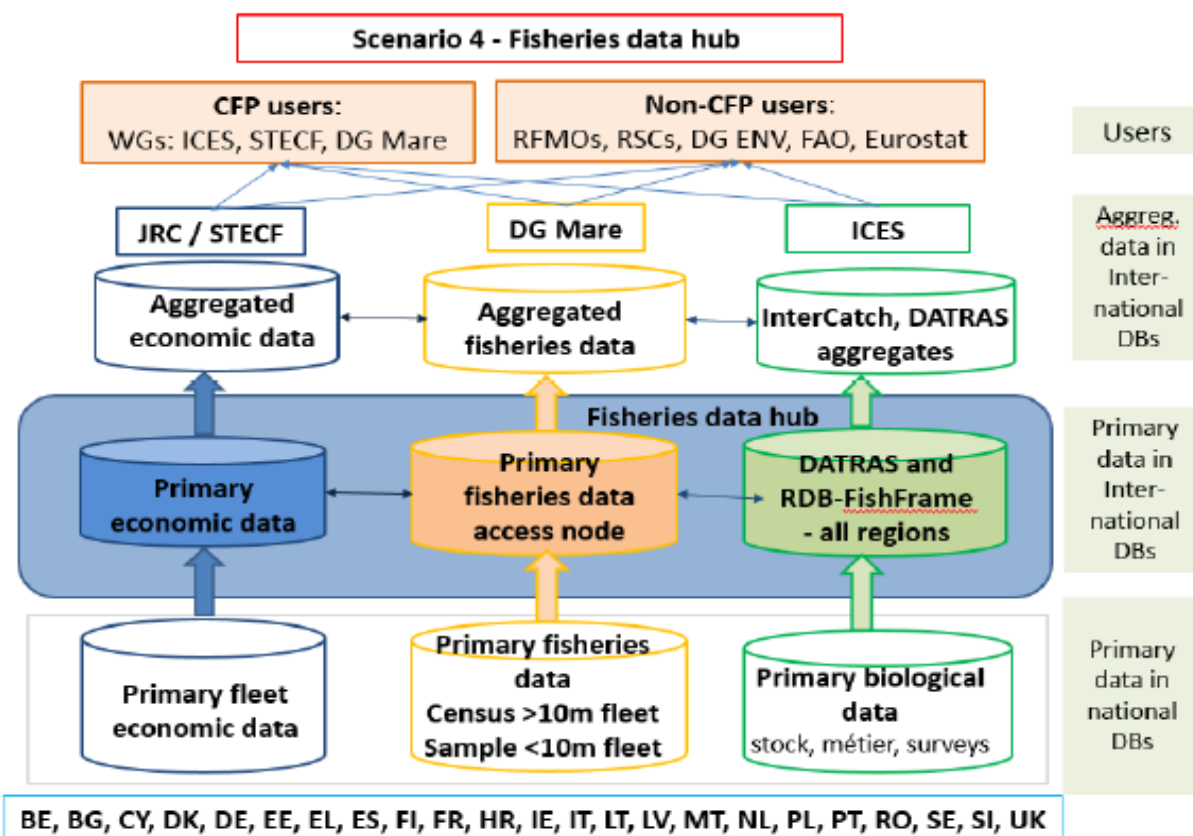 Scenario 4 - Fisheries data hub
CFP users:
WGs: ICES, STECF, DG Mare
Non-CFP users:
RFMOs, RSCs, DG ENV, FAO, Eurostat
Users
JRC / STECF
DG Mare
ICES
Aggreg.
data in
Inter-
national
DBs
Aggregated
economic data
Aggregated
fisheries data
InterCatch, DATRAS
aggregates
Fisheries data hub
Primary
economic data
Primary
fisheries data
access node
DATRAS and
RDB-FishFrame
- all regions
Primary
data in
Inter-
national
DBs
Primary fleet
economic data
Primary fisheries
data
Census >10m fleet
Sample <10m fleet
Primary biological
data
stock, métier, surveys
Primary
data in
national
DBs
BE, BG, CY, DK, DE, EE, EL, ES, FI, FR, HR, IE, IT, LT, LV, MT, NL, PL, PT, RO, SE, SI, UK